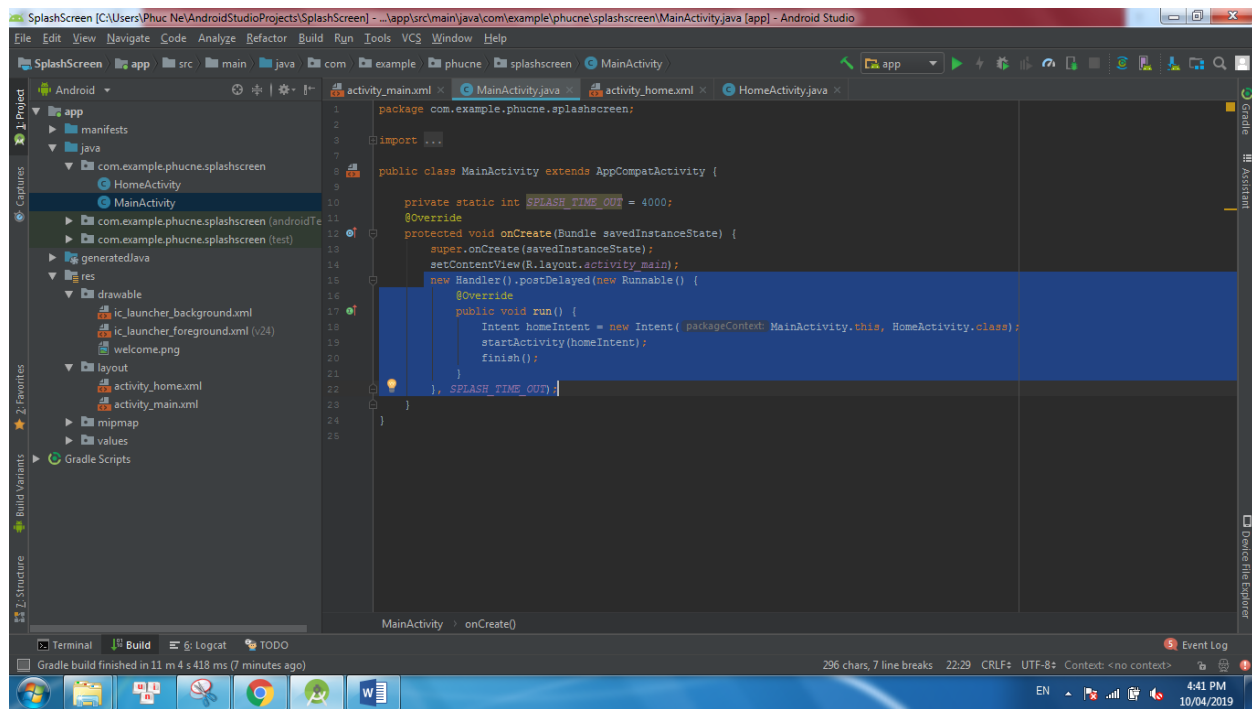 SplashScreen [C:\Users\Phuc Ne\AndroidStudioProjects\SplashScreen] - ...\app\src\main\java\com\example\phucne\splashscreen\MainActivity.java [app] - Android Studio
File Edit View Navigate Code Analyze Refactor Build Run Tools VCS Window Help
SplashScreen app src main java com example phucne splashscreen MainActivity app
Android activity_main.xml MainActivity.java activity_home.xml HomeActivity.java
1: Project
Captures
2: Favorites
Build Variants
7: Structure
app
manifests
java
com.example.phucne.splashscreen
HomeActivity
MainActivity
com.example.phucne.splashscreen (androidTe
com.example.phucne.splashscreen (test)
generatedJava
res
drawable
ic_launcher_background.xml
ic_launcher_foreground.xml (v24)
welcome.png
layout
activity_home.xml
activity_main.xml
mipmap
values
Gradle Scripts
1 package com.example.phucne.splashscreen;
2
3 import ...
7
8 public class MainActivity extends AppCompatActivity {
9
10 private static int SPLASH_TIME_OUT = 4000;
11 @Override
12 protected void onCreate(Bundle savedInstanceState) {
13 super.onCreate(savedInstanceState);
14 setContentView(R.layout.activity_main);
15 new Handler().postDelayed(new Runnable() {
16 @Override
17 public void run() {
18 Intent homeIntent = new Intent( packageContext: MainActivity.this, HomeActivity.class);
19 startActivity(homeIntent);
20 finish();
21 }
22 }, SPLASH_TIME_OUT);
23 }
24 }
25
Gradle
Assistant
Device File Explorer
MainActivity > onCreate()
Terminal Build 6: Logcat TODO 5 Event Log
Gradle build finished in 11 m 4 s 418 ms (7 minutes ago) 296 chars, 7 line breaks 22:29 CRLF UTF-8 Context: <no context>
EN 4:41 PM
10/04/2019